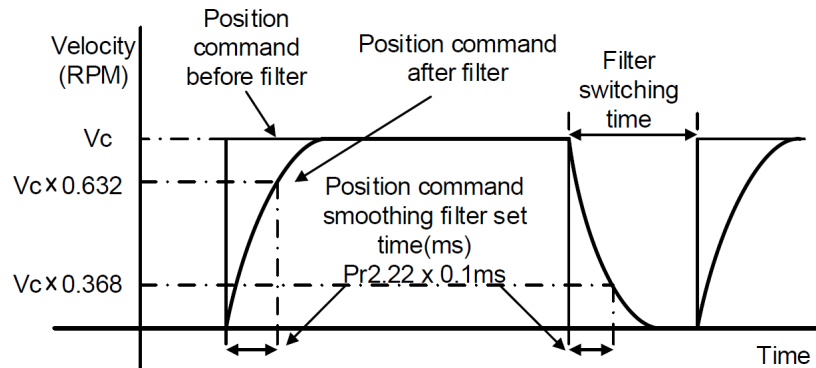 Velocity
(RPM)
Position
command
before filter
Position command
after filter
Filter
switching
time
Vc
Vc×0.632
Position command
smoothing filter set
time(ms)
Pr2.22 x 0.1ms
Vc×0.368
Time